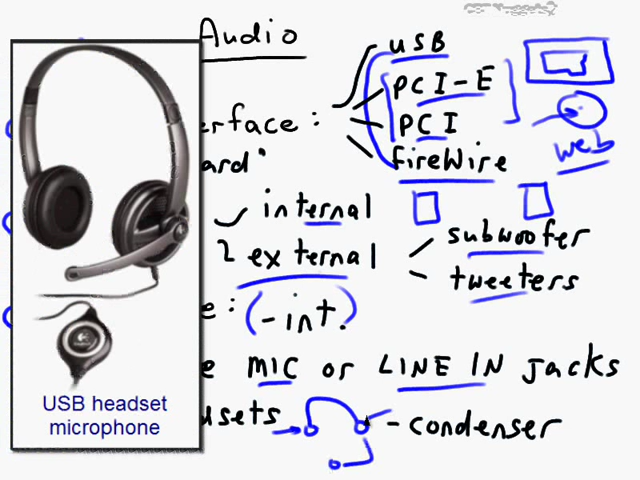 Audio
USB
PCI-E
erface:
PCI
ard"
fireWire
web
internal
2 external
subwoofer
tweeters
e: (-int.)
e MIC or LINE IN jacks
dsets
-condenser
USB headset
microphone